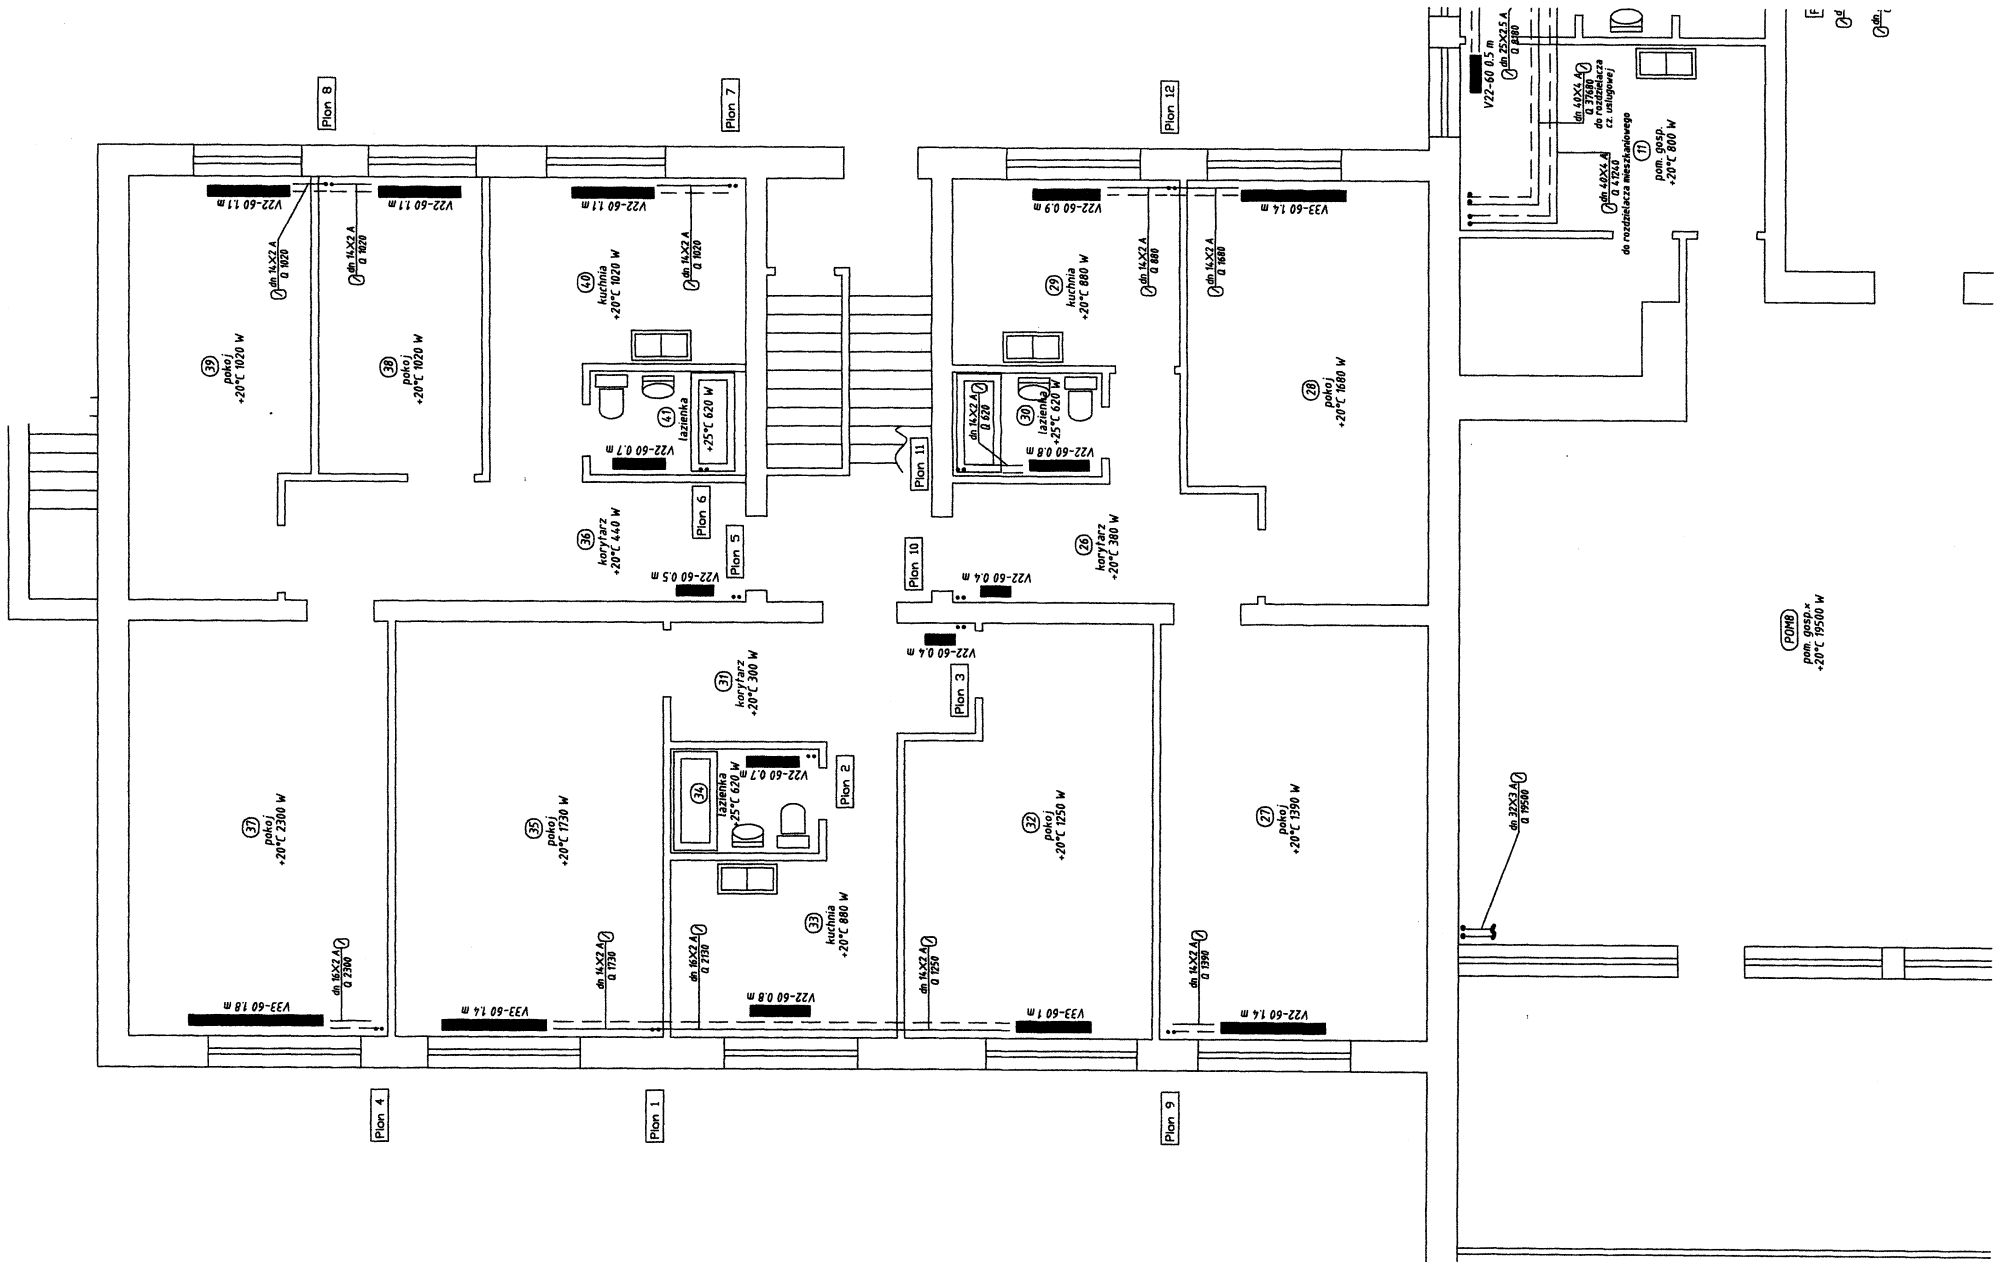 Pion 8
Pion 7
Pion 12
V22-60 1.1 m
V22-60 1.1 m
V22-60 1.1 m
V22-60 0.9 m
V33-60 1.4 m
dn 14X2 A
Q 1020
dn 14X2 A
Q 1020
dn 14X2 A
Q 1020
dn 14X2 A
Q 880
dn 14X2 A
Q 1680
V22-60 0.5 m
dn 25X2.5 A
Q 8180
dn 40X4 A
Q 37680
do rozdzielacza
cz. usługowej
dn 40X4 A
Q 41240
do rozdzielacza mieszkaniowego
11
pom. gosp.
+20°C 800 W
39
pokoj
+20°C 1020 W
38
pokoj
+20°C 1020 W
40
kuchnia
+20°C 1020 W
29
kuchnia
+20°C 880 W
28
pokoj
+20°C 1680 W
41
lazienka
+25°C 620 W
V22-60 0.7 m
dn 14X2 A
Q 620
30
lazienka
+25°C 620 W
V22-60 0.8 m
Pion 11
Pion 6
Pion 5
Pion 10
36
korytarz
+20°C 440 W
V22-60 0.5 m
26
korytarz
+20°C 380 W
V22-60 0.4 m
V22-60 0.4 m
Pion 3
31
korytarz
+20°C 300 W
34
lazienka
+25°C 620 W
V22-60 0.7 m
Pion 2
37
pokoj
+20°C 2300 W
35
pokoj
+20°C 1730 W
33
kuchnia
+20°C 880 W
32
pokoj
+20°C 1250 W
27
pokoj
+20°C 1390 W
POM8
pom. gosp.x
+20°C 19500 W
dn 32X3 A
Q 19500
dn 16X2 A
Q 2300
dn 14X2 A
Q 1730
dn 16X2 A
Q 2130
dn 14X2 A
Q 1250
dn 14X2 A
Q 1390
V33-60 1.8 m
V33-60 1.4 m
V22-60 0.8 m
V33-60 1 m
V22-60 1.4 m
Pion 4
Pion 1
Pion 9